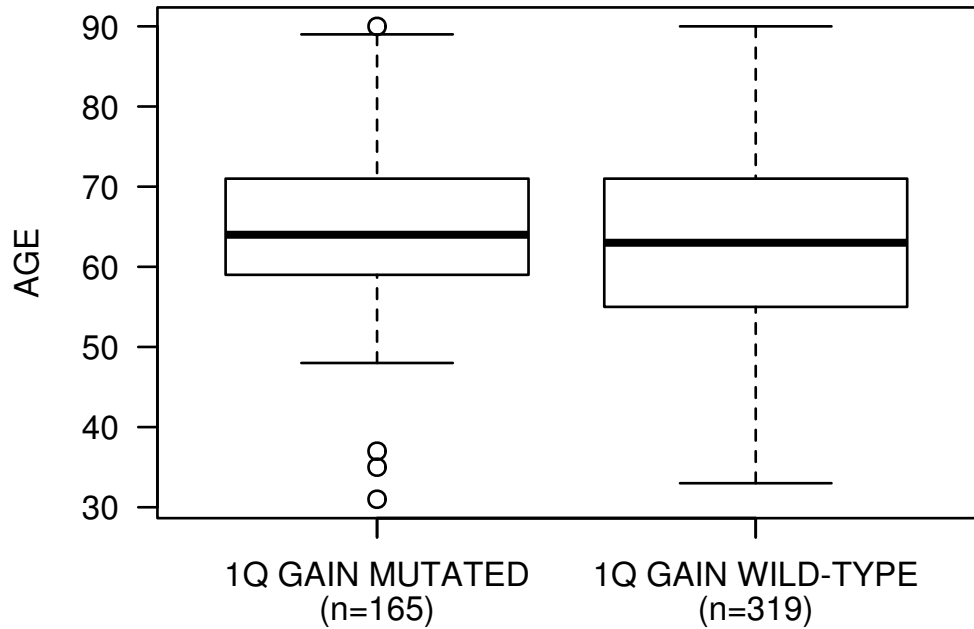 90
80
70
60
50
40
30
AGE
1Q GAIN MUTATED
(n=165)
1Q GAIN WILD-TYPE
(n=319)